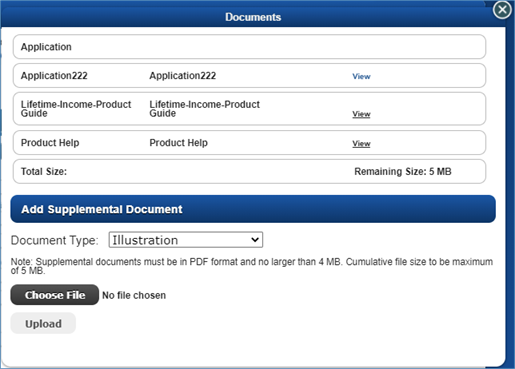 Documents
Application
Application222 Application222 View
Lifetime-Income-Product Lifetime-Income-Product
Guide Guide View
Product Help Product Help View
Total Size: Remaining Size: 5 MB
Add Supplemental Document
Document Type: Illustration
Note: Supplemental documents must be in PDF format and no larger than 4 MB. Cumulative file size to be maximum
of 5 MB.
Choose File No file chosen
Upload